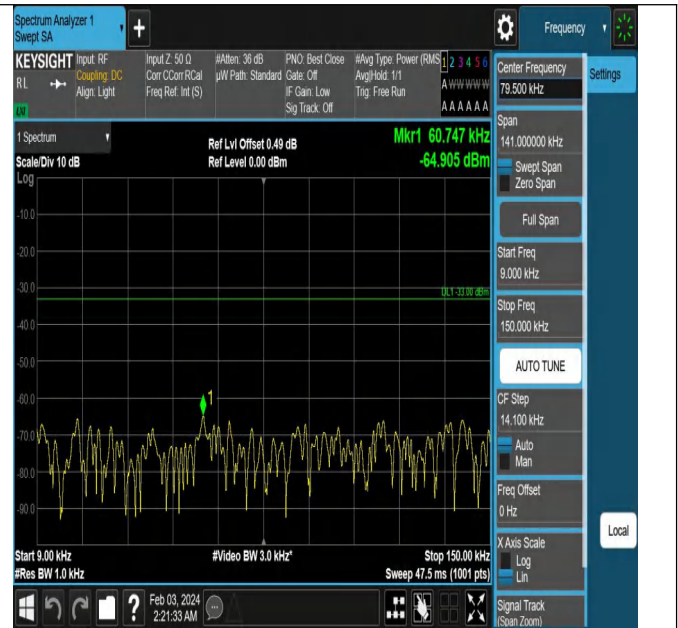 Spectrum Analyzer 1
Swept SA
+
Frequency
KEYSIGHT
RL
Input: RF
Coupling: DC
Align: Light
Input Z: 50 Ω
Corr CCorr RCal
Freq Ref: Int (S)
#Atten: 36 dB
µW Path: Standard
PNO: Best Close
Gate: Off
IF Gain: Low
Sig Track: Off
#Avg Type: Power (RMS
Avg|Hold: 1/1
Trig: Free Run
1 2 3 4 5 6
A W W W W W
A A A A A A
1 Spectrum
Scale/Div 10 dB
Log
Ref Lvl Offset 0.49 dB
Ref Level 0.00 dBm
Mkr1 60.747 kHz
-64.905 dBm
-10.0
-20.0
-30.0
DL1 -33.00 dBm
-40.0
-50.0
-60.0
1
-70.0
-80.0
-90.0
Start 9.00 kHz
#Res BW 1.0 kHz
#Video BW 3.0 kHz*
Stop 150.00 kHz
Sweep 47.5 ms (1001 pts)
?
Feb 03, 2024
2:21:33 AM
Center Frequency
79.500 kHz
Settings
Span
141.000000 kHz
Swept Span
Zero Span
Full Span
Start Freq
9.000 kHz
Stop Freq
150.000 kHz
AUTO TUNE
CF Step
14.100 kHz
Auto
Man
Freq Offset
0 Hz
X Axis Scale
Log
Lin
Local
Signal Track
(Span Zoom)